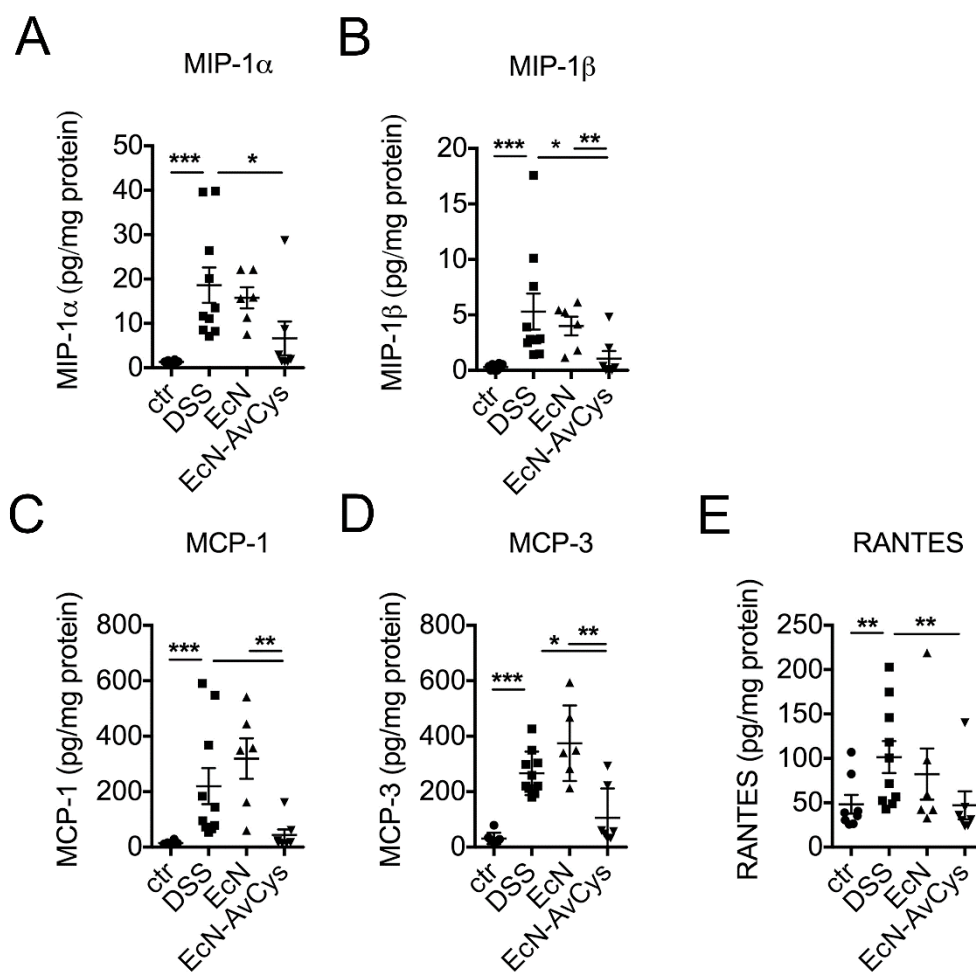 A
MIP-1α
MIP-1α (pg/mg protein)
50
40
30
20
10
0
*** *
ctr DSS EcN EcN-AvCys
B
MIP-1β
MIP-1β (pg/mg protein)
20
15
10
5
0
*** * **
ctr DSS EcN EcN-AvCys
C
MCP-1
MCP-1 (pg/mg protein)
800
600
400
200
0
*** **
ctr DSS EcN EcN-AvCys
D
MCP-3
MCP-3 (pg/mg protein)
800
600
400
200
0
*** * **
ctr DSS EcN EcN-AvCys
E
RANTES
RANTES (pg/mg protein)
250
200
150
100
50
0
** **
ctr DSS EcN EcN-AvCys